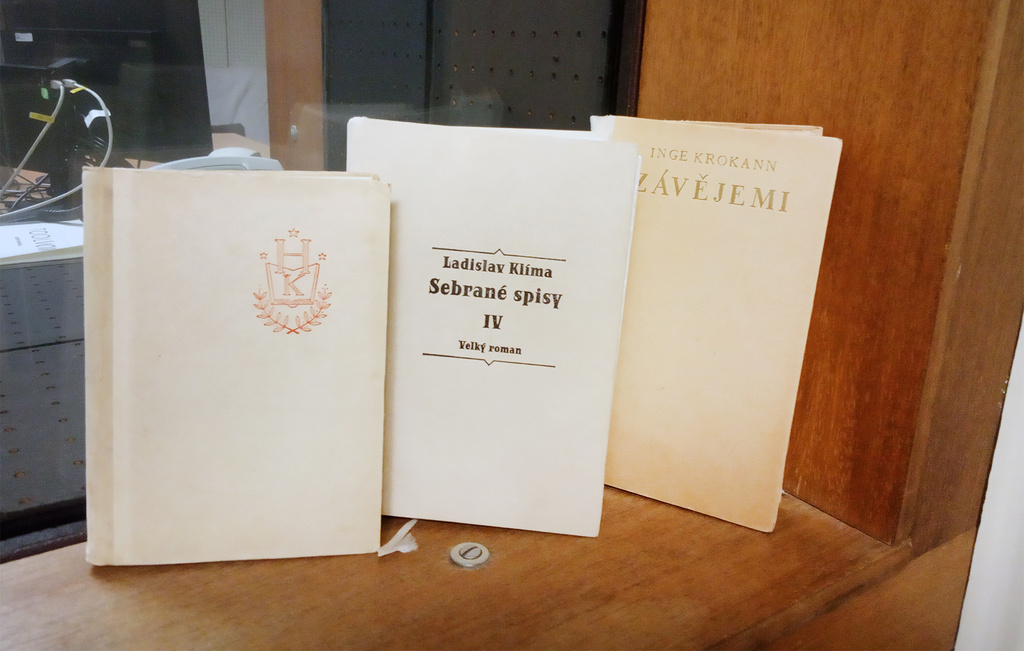 H
K
Ladislav Klíma
Sebrané spisy
IV
Velký roman
INGE KROKANN
ZÁVĚJEMI